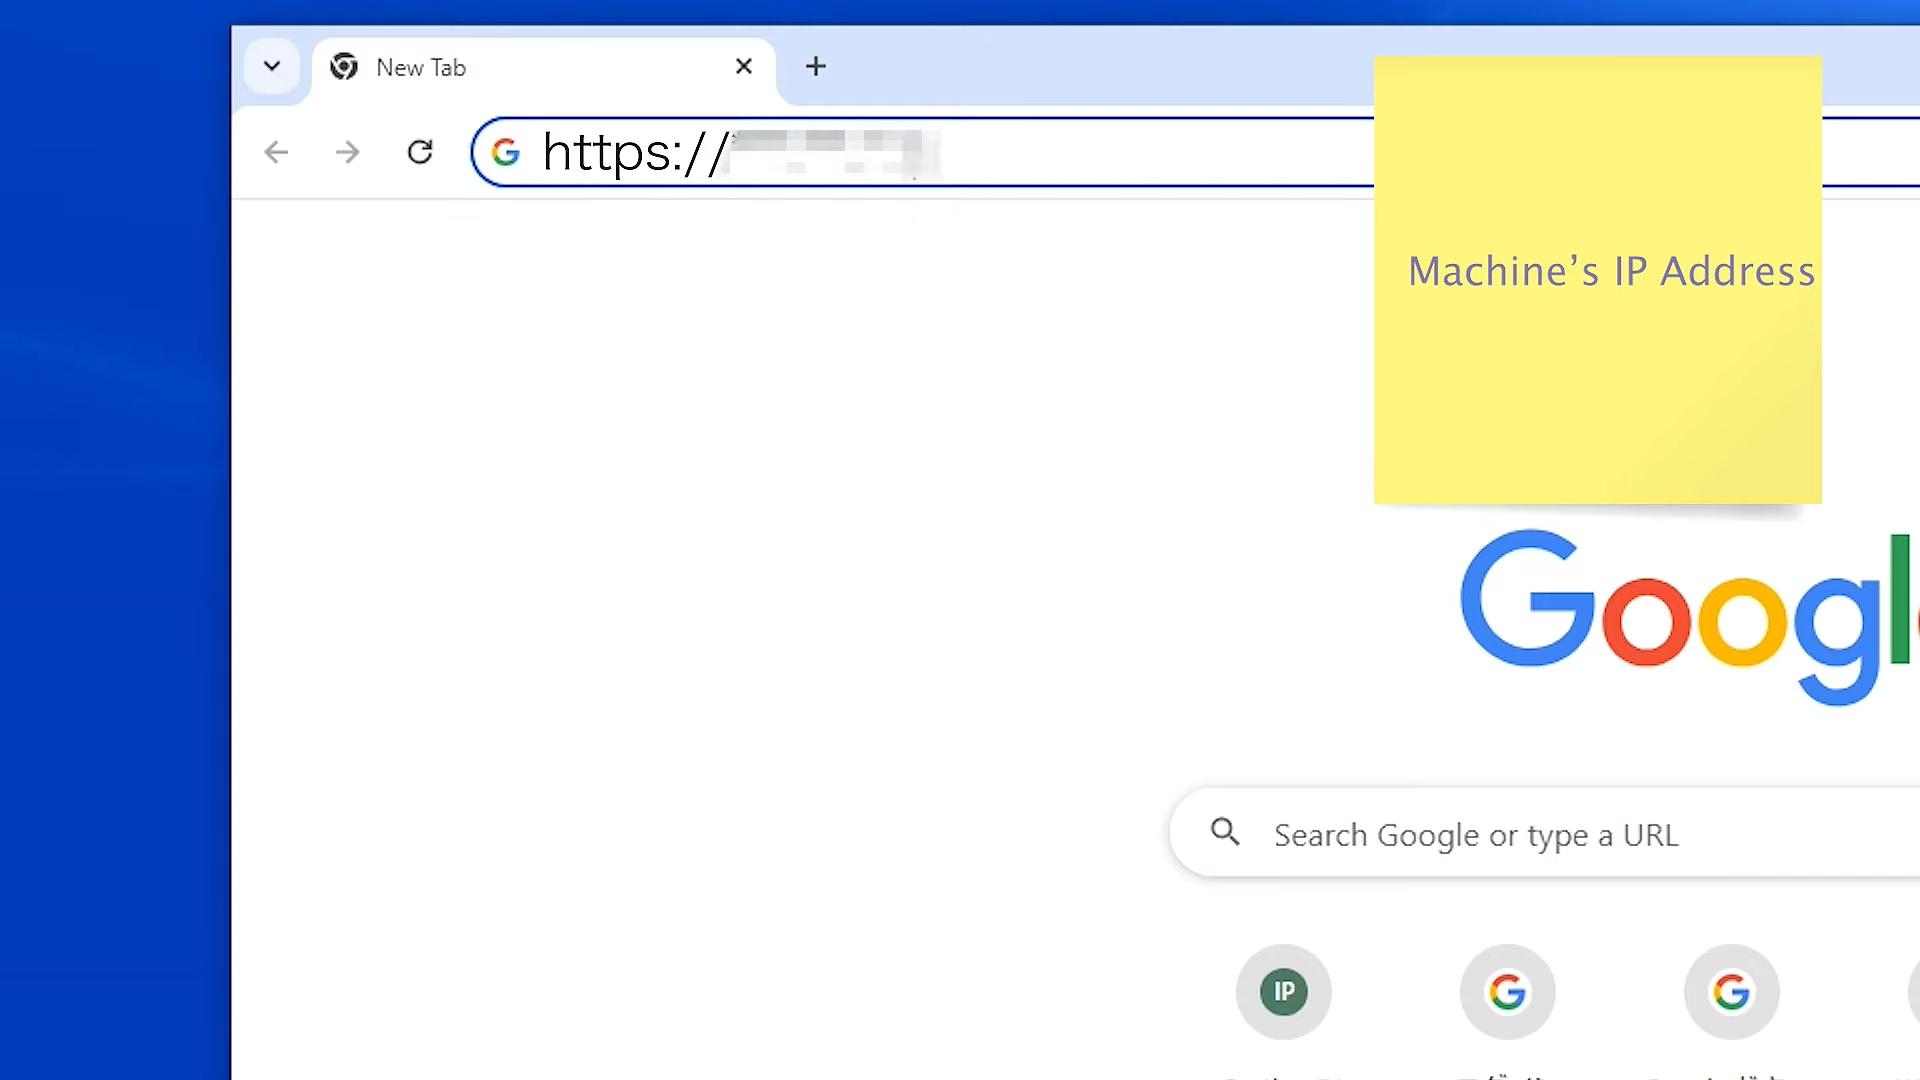 New Tab
https://
Machine’s IP Address
Google
Search Google or type a URL
IP